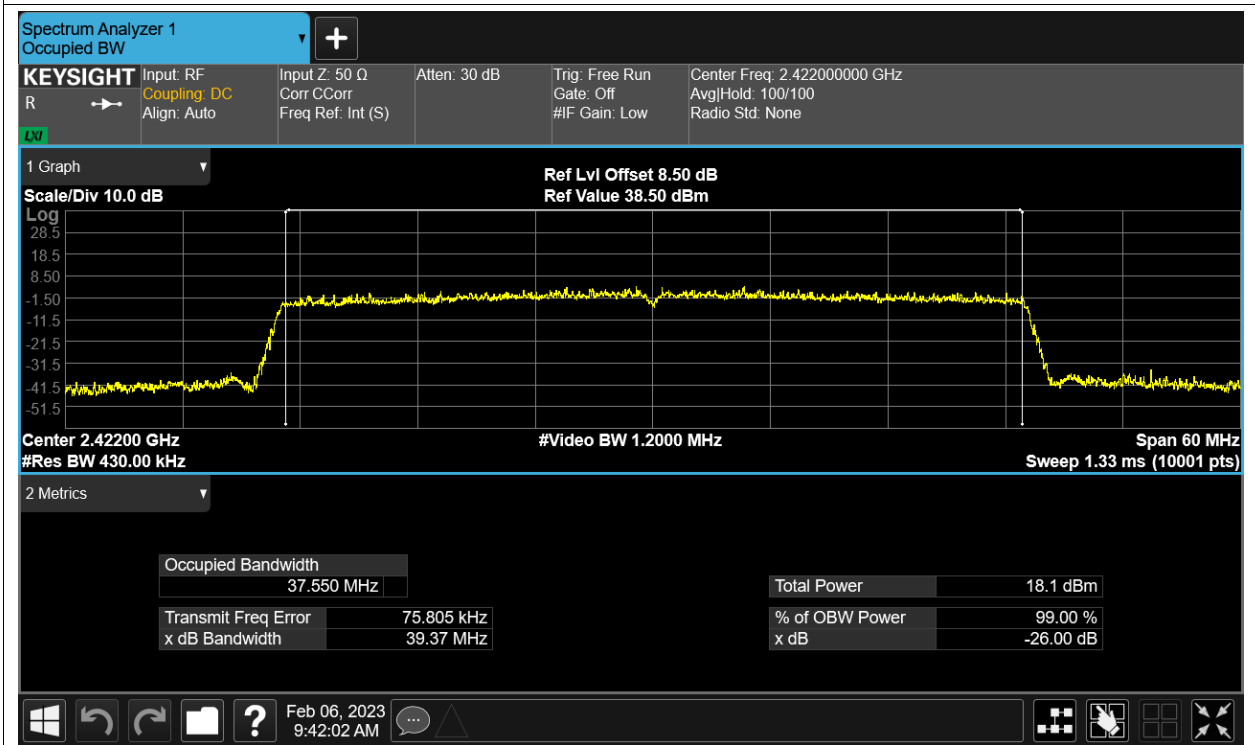 Spectrum Analyzer 1
Occupied BW
KEYSIGHT Input: RF Input Z: 50 Ω Atten: 30 dB Trig: Free Run Center Freq: 2.422000000 GHz
R Coupling: DC Corr CCorr Gate: Off Avg|Hold: 100/100
Align: Auto Freq Ref: Int (S) #IF Gain: Low Radio Std: None
LXI
1 Graph
Ref Lvl Offset 8.50 dB
Scale/Div 10.0 dB Ref Value 38.50 dBm
Log
28.5
18.5
8.50
-1.50
-11.5
-21.5
-31.5
-41.5
-51.5
Center 2.42200 GHz #Video BW 1.2000 MHz Span 60 MHz
#Res BW 430.00 kHz Sweep 1.33 ms (10001 pts)
2 Metrics
Occupied Bandwidth
37.550 MHz Total Power 18.1 dBm
Transmit Freq Error 75.805 kHz % of OBW Power 99.00 %
x dB Bandwidth 39.37 MHz x dB -26.00 dB
Feb 06, 2023
9:42:02 AM